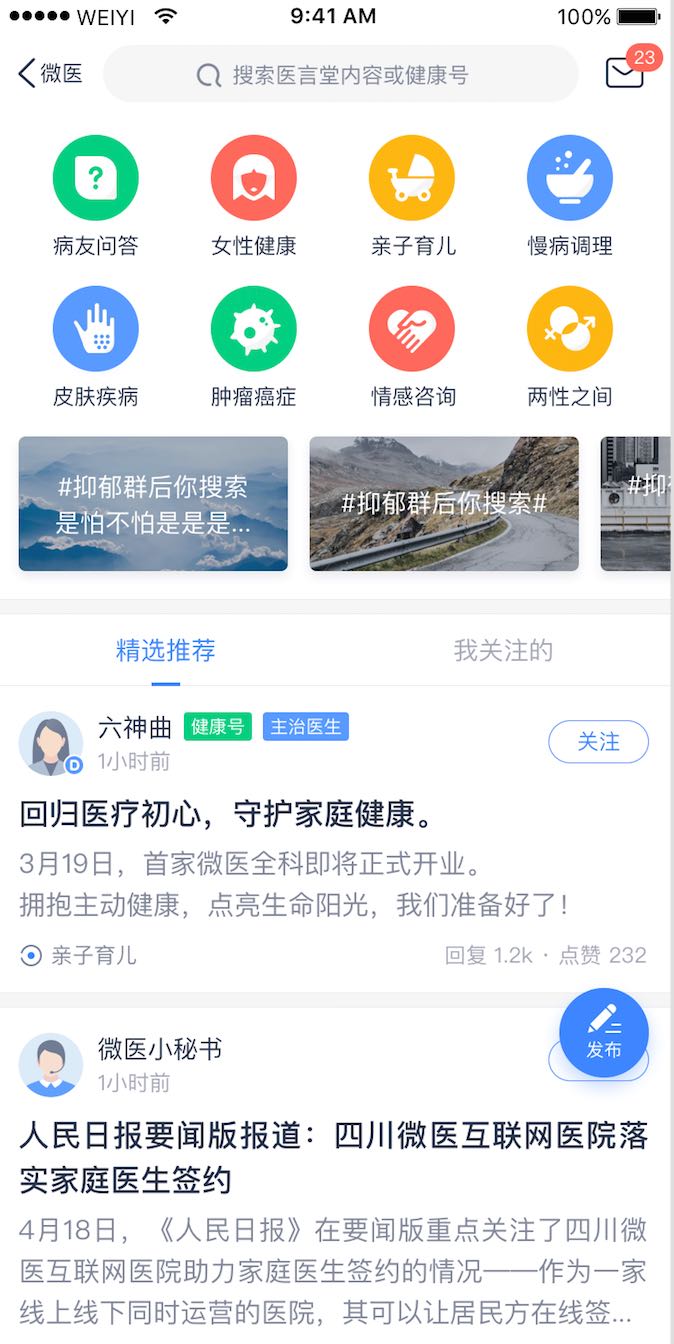 WEIYI
9:41 AM
100%
微医
搜索医言堂内容或健康号
23
病友问答
女性健康
亲子育儿
慢病调理
皮肤疾病
肿瘤癌症
情感咨询
两性之间
#抑郁群后你搜索
是怕不怕是是是...
#抑郁群后你搜索#
#抑
精选推荐
我关注的
六神曲 健康号 主治医生
1小时前
D
关注
回归医疗初心，守护家庭健康。
3月19日，首家微医全科即将正式开业。
拥抱主动健康，点亮生命阳光，我们准备好了！
亲子育儿
回复 1.2k · 点赞 232
微医小秘书
1小时前
发布
人民日报要闻版报道：四川微医互联网医院落
实家庭医生签约
4月18日，《人民日报》在要闻版重点关注了四川微
医互联网医院助力家庭医生签约的情况——作为一家
线上线下同时运营的医院，其可以让居民方在线签...